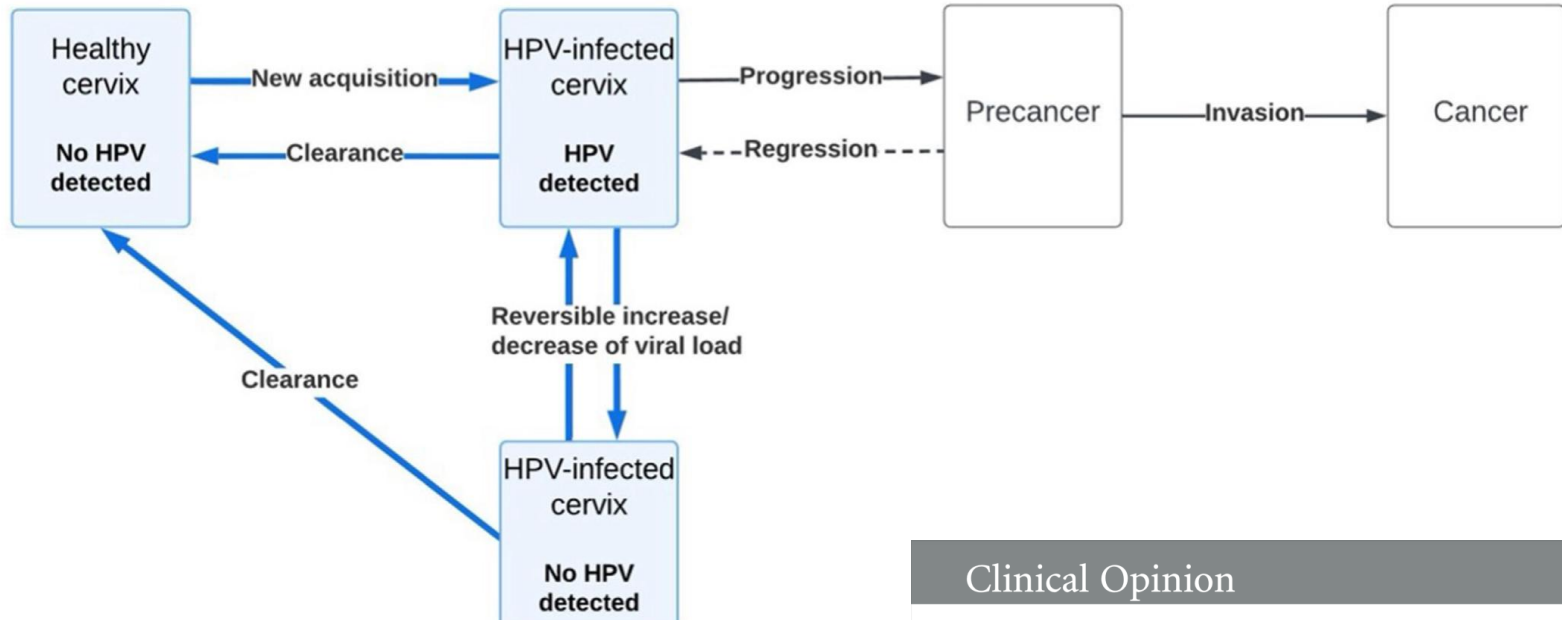 Healthy
cervix
No HPV
detected
New acquisition
Clearance
HPV-infected
cervix
HPV
detected
Progression
Regression
Precancer
Invasion
Cancer
Reversible increase/
decrease of viral load
Clearance
HPV-infected
cervix
No HPV
detected
Clinical Opinion